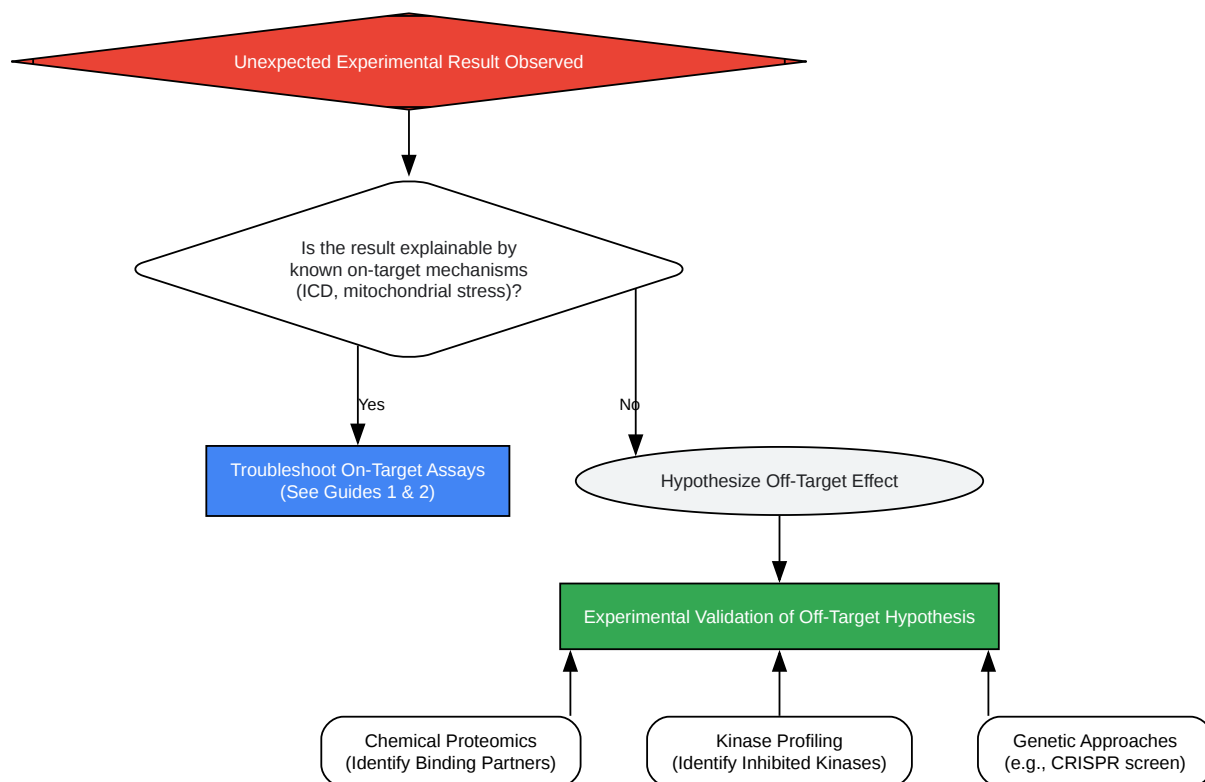 Unexpected Experimental Result Observed
Is the result explainable by
known on-target mechanisms
(ICD, mitochondrial stress)?
Yes
No
Troubleshoot On-Target Assays
(See Guides 1 & 2)
Hypothesize Off-Target Effect
Experimental Validation of Off-Target Hypothesis
Chemical Proteomics
(Identify Binding Partners)
Kinase Profiling
(Identify Inhibited Kinases)
Genetic Approaches
(e.g., CRISPR screen)